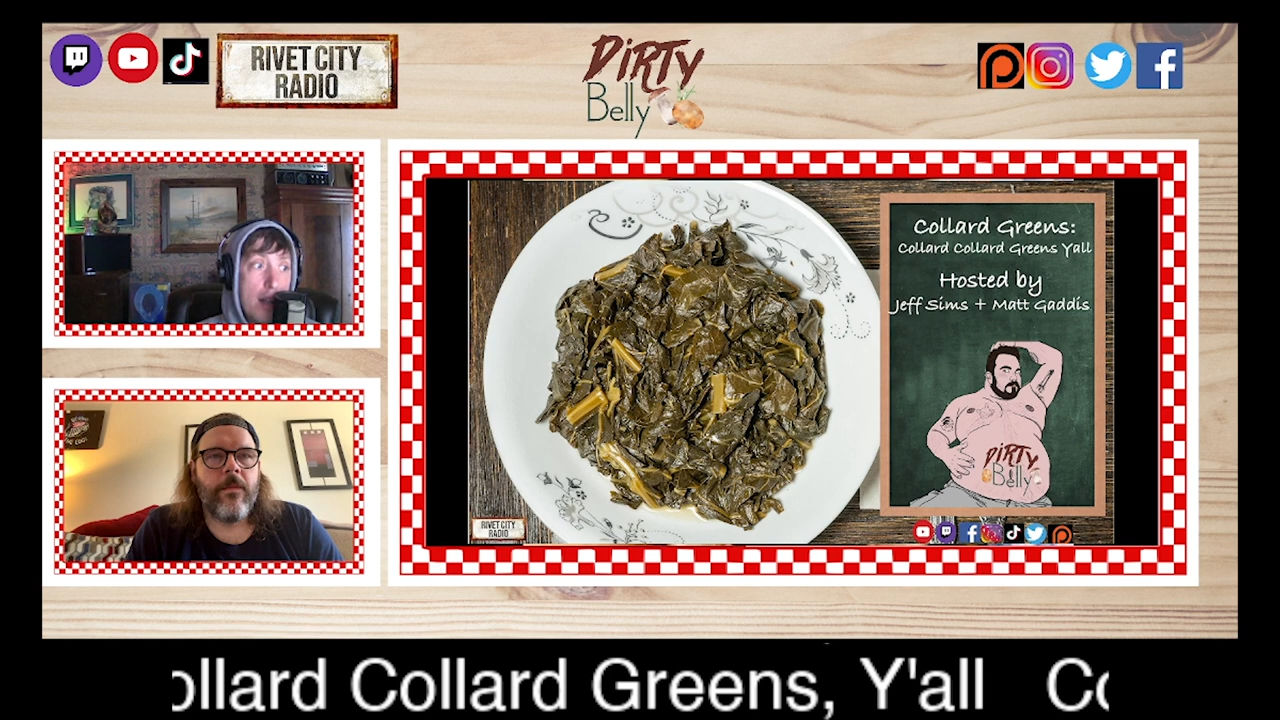 RIVET CITY
RADIO
DiRTy
Belly
Collard Greens:
Collard Collard Greens Yall
Hosted by
Jeff Sims + Matt Gaddis
DiRTy
Belly
RIVET CITY
RADIO
ollard Collard Greens, Y'all Co